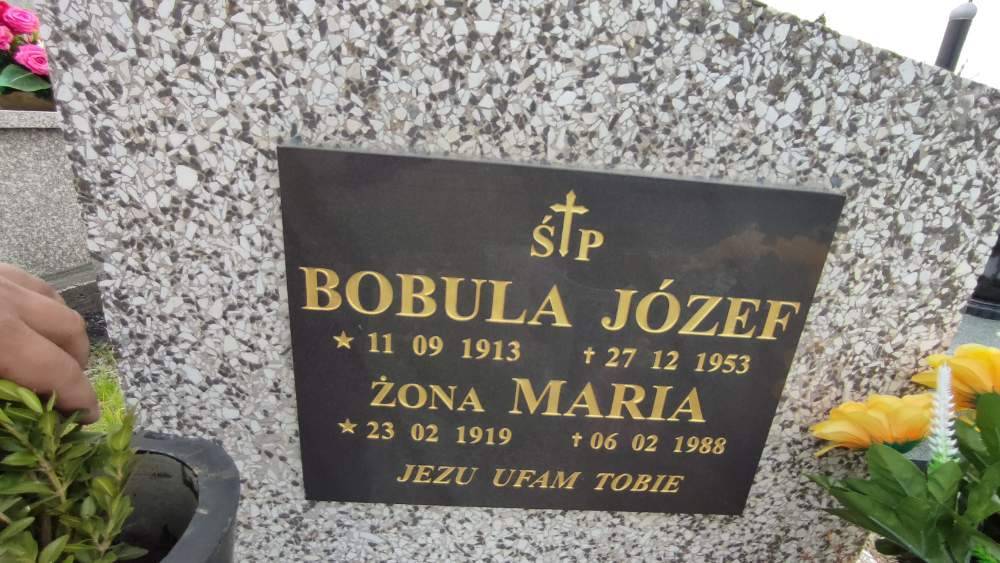 Ś†P
BOBULA JÓZEF
★ 11 09 1913 † 27 12 1953
ŻONA MARIA
★ 23 02 1919 † 06 02 1988
JEZU UFAM TOBIE